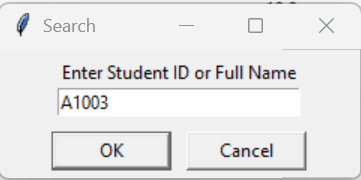 Search
Enter Student ID or Full Name
A1003
OK
Cancel